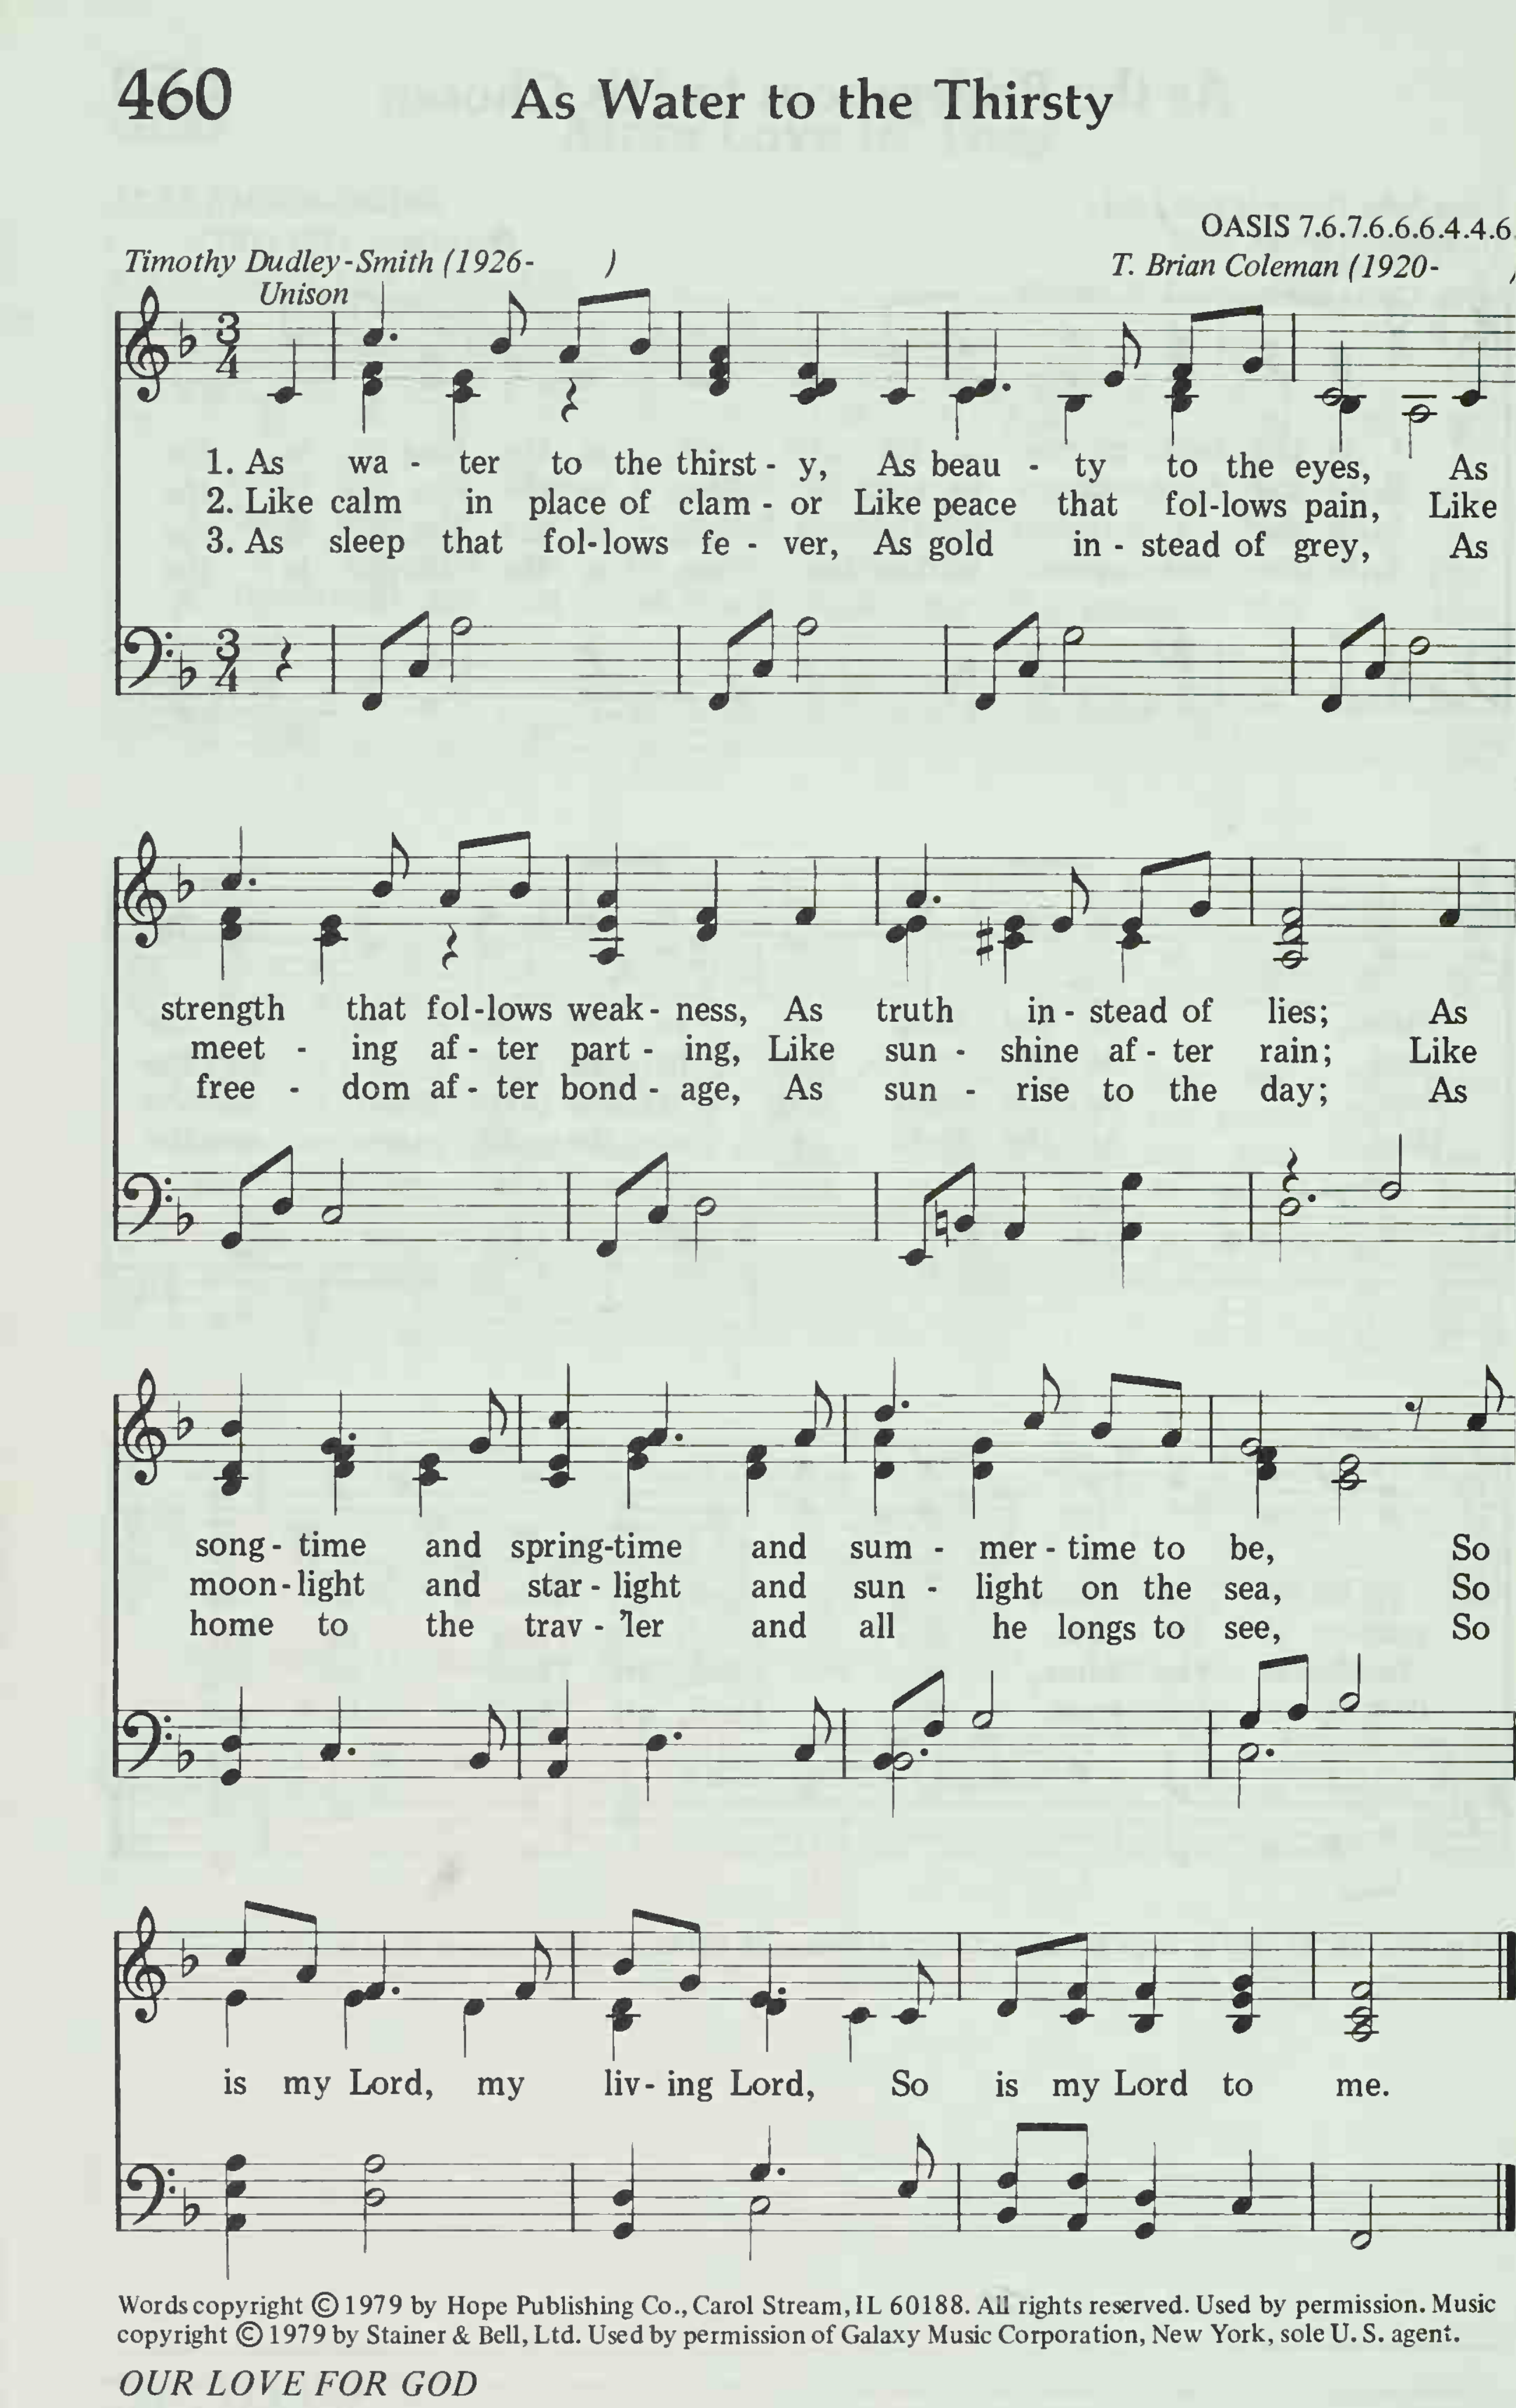 460 As Water to the Thirsty
OASIS 7.6.7.6.6.6.4.4.6.
Timothy Dudley-Smith (1926- ) T. Brian Coleman (1920- )
Unison
1. As wa - ter to the thirst - y, As beau - ty to the eyes, As
2. Like calm in place of clam - or Like peace that fol-lows pain, Like
3. As sleep that fol-lows fe - ver, As gold in - stead of grey, As
strength that fol-lows weak - ness, As truth in - stead of lies; As
meet - ing af - ter part - ing, Like sun - shine af - ter rain; Like
free - dom af - ter bond - age, As sun - rise to the day; As
song - time and spring-time and sum - mer - time to be, So
moon-light and star - light and sun - light on the sea, So
home to the trav - 'ler and all he longs to see, So
is my Lord, my liv - ing Lord, So is my Lord to me.
Words copyright © 1979 by Hope Publishing Co., Carol Stream, IL 60188. All rights reserved. Used by permission. Music
copyright © 1979 by Stainer & Bell, Ltd. Used by permission of Galaxy Music Corporation, New York, sole U. S. agent.
OUR LOVE FOR GOD